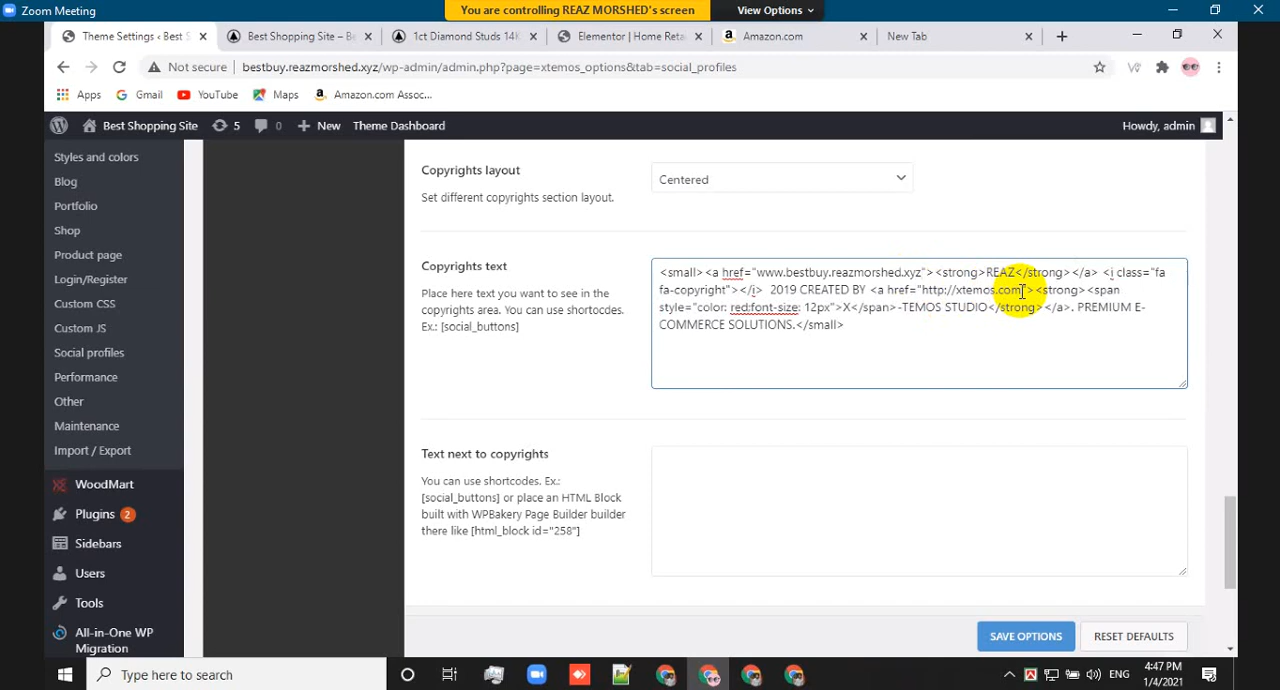 Zoom Meeting
You are controlling REAZ MORSHED's screen
View Options
Theme Settings ‹ Best S
Best Shopping Site – Be
1ct Diamond Studs 14K
Elementor | Home Reta
Amazon.com
New Tab
Not secure | bestbuy.reazmorshed.xyz/wp-admin/admin.php?page=xtemos_options&tab=social_profiles
Apps
Gmail
YouTube
Maps
Amazon.com Assoc...
Best Shopping Site
5
0
New
Theme Dashboard
Howdy, admin
Styles and colors
Blog
Portfolio
Shop
Product page
Login/Register
Custom CSS
Custom JS
Social profiles
Performance
Other
Maintenance
Import / Export
WoodMart
Plugins 2
Sidebars
Users
Tools
All-in-One WP
Migration
Copyrights layout
Set different copyrights section layout.
Centered
Copyrights text
Place here text you want to see in the
copyrights area. You can use shortocdes.
Ex.: [social_buttons]
<small><a href="www.bestbuy.reazmorshed.xyz"><strong>REAZ</strong></a> <i class="fa
fa-copyright"></i> 2019 CREATED BY <a href="http://xtemos.com"><strong><span
style="color: red;font-size: 12px">X</span>-TEMOS STUDIO</strong></a>. PREMIUM E-
COMMERCE SOLUTIONS.</small>
Text next to copyrights
You can use shortcodes. Ex.:
[social_buttons] or place an HTML Block
built with WPBakery Page Builder builder
there like [html_block id="258"]
SAVE OPTIONS
RESET DEFAULTS
Type here to search
ENG
4:47 PM
1/4/2021